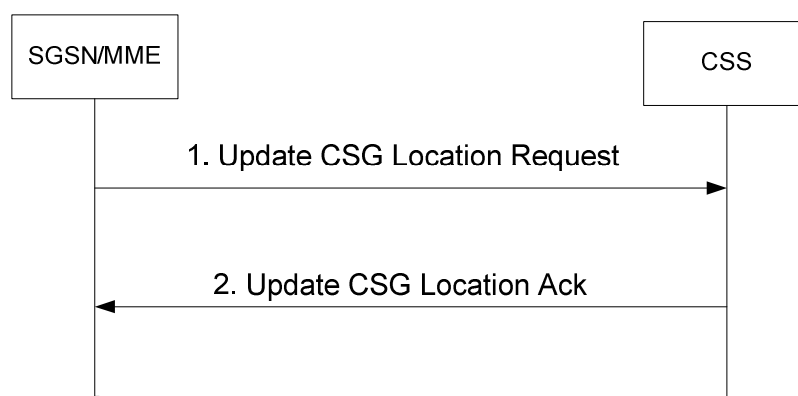 SGSN/MME
CSS
1. Update CSG Location Request
2. Update CSG Location Ack